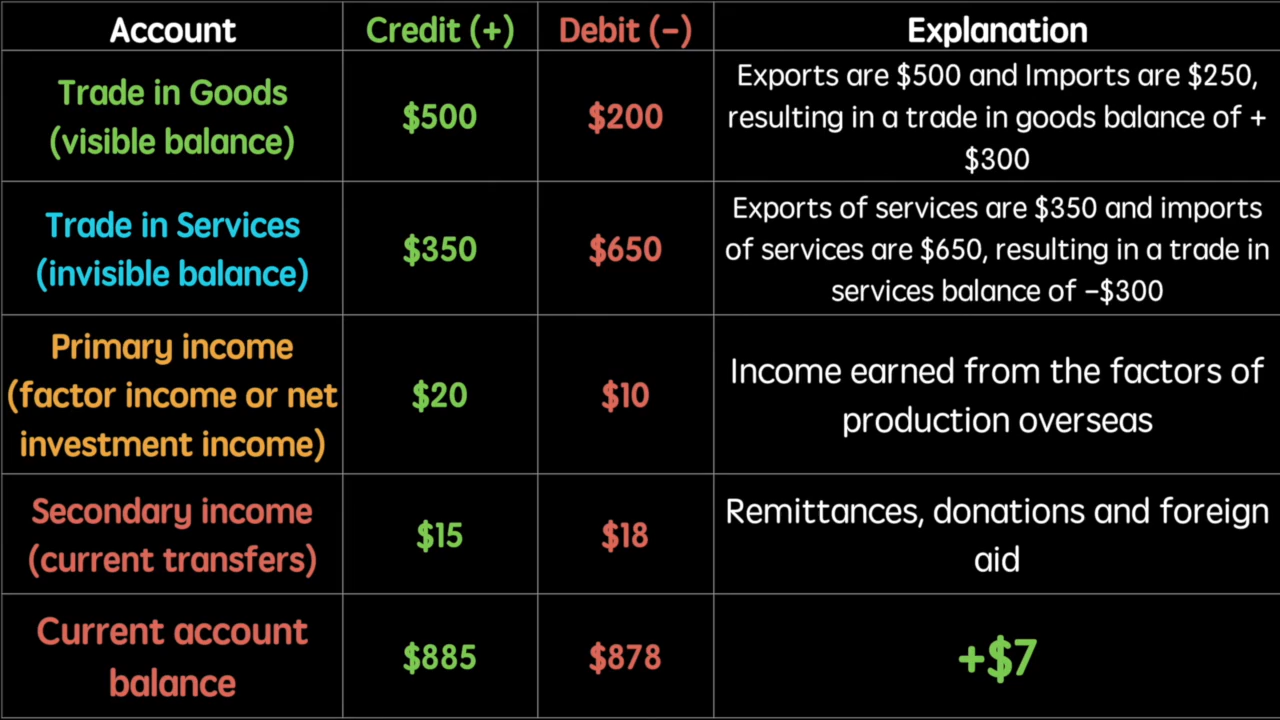 Account Credit (+) Debit (–) Explanation
Trade in Goods
(visible balance)
$500
$200
Exports are $500 and Imports are $250,
resulting in a trade in goods balance of +
$300
Trade in Services
(invisible balance)
$350
$650
Exports of services are $350 and imports
of services are $650, resulting in a trade in
services balance of –$300
Primary income
(factor income or net
investment income)
$20
$10
Income earned from the factors of
production overseas
Secondary income
(current transfers)
$15
$18
Remittances, donations and foreign
aid
Current account
balance
$885
$878
+$7